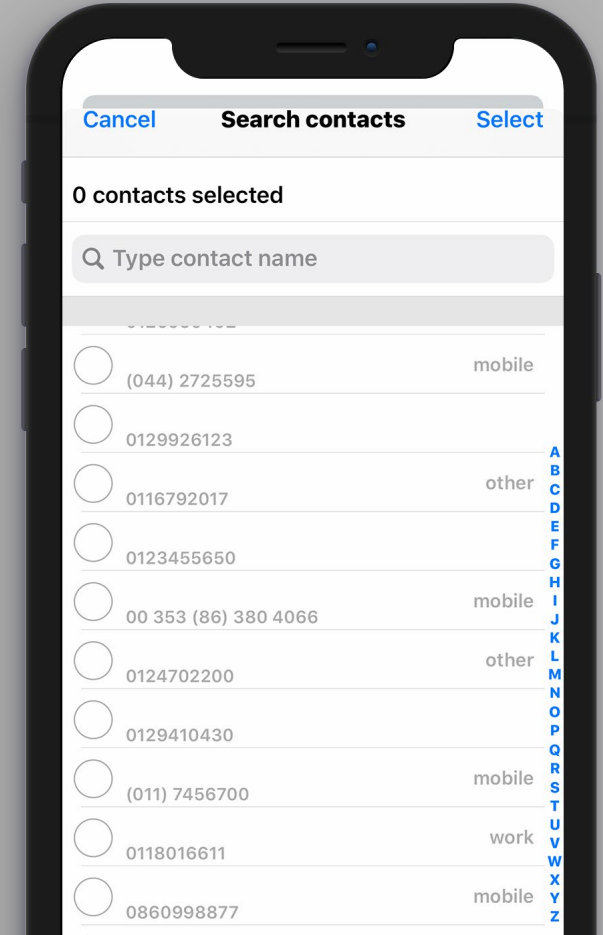 Cancel Search contacts Select
0 contacts selected
Type contact name
mobile
(044) 2725595
0129926123
other
0116792017
0123455650
mobile
00 353 (86) 380 4066
other
0124702200
0129410430
mobile
(011) 7456700
work
0118016611
mobile
0860998877
A
B
C
D
E
F
G
H
I
J
K
L
M
N
O
P
Q
R
S
T
U
V
W
X
Y
Z